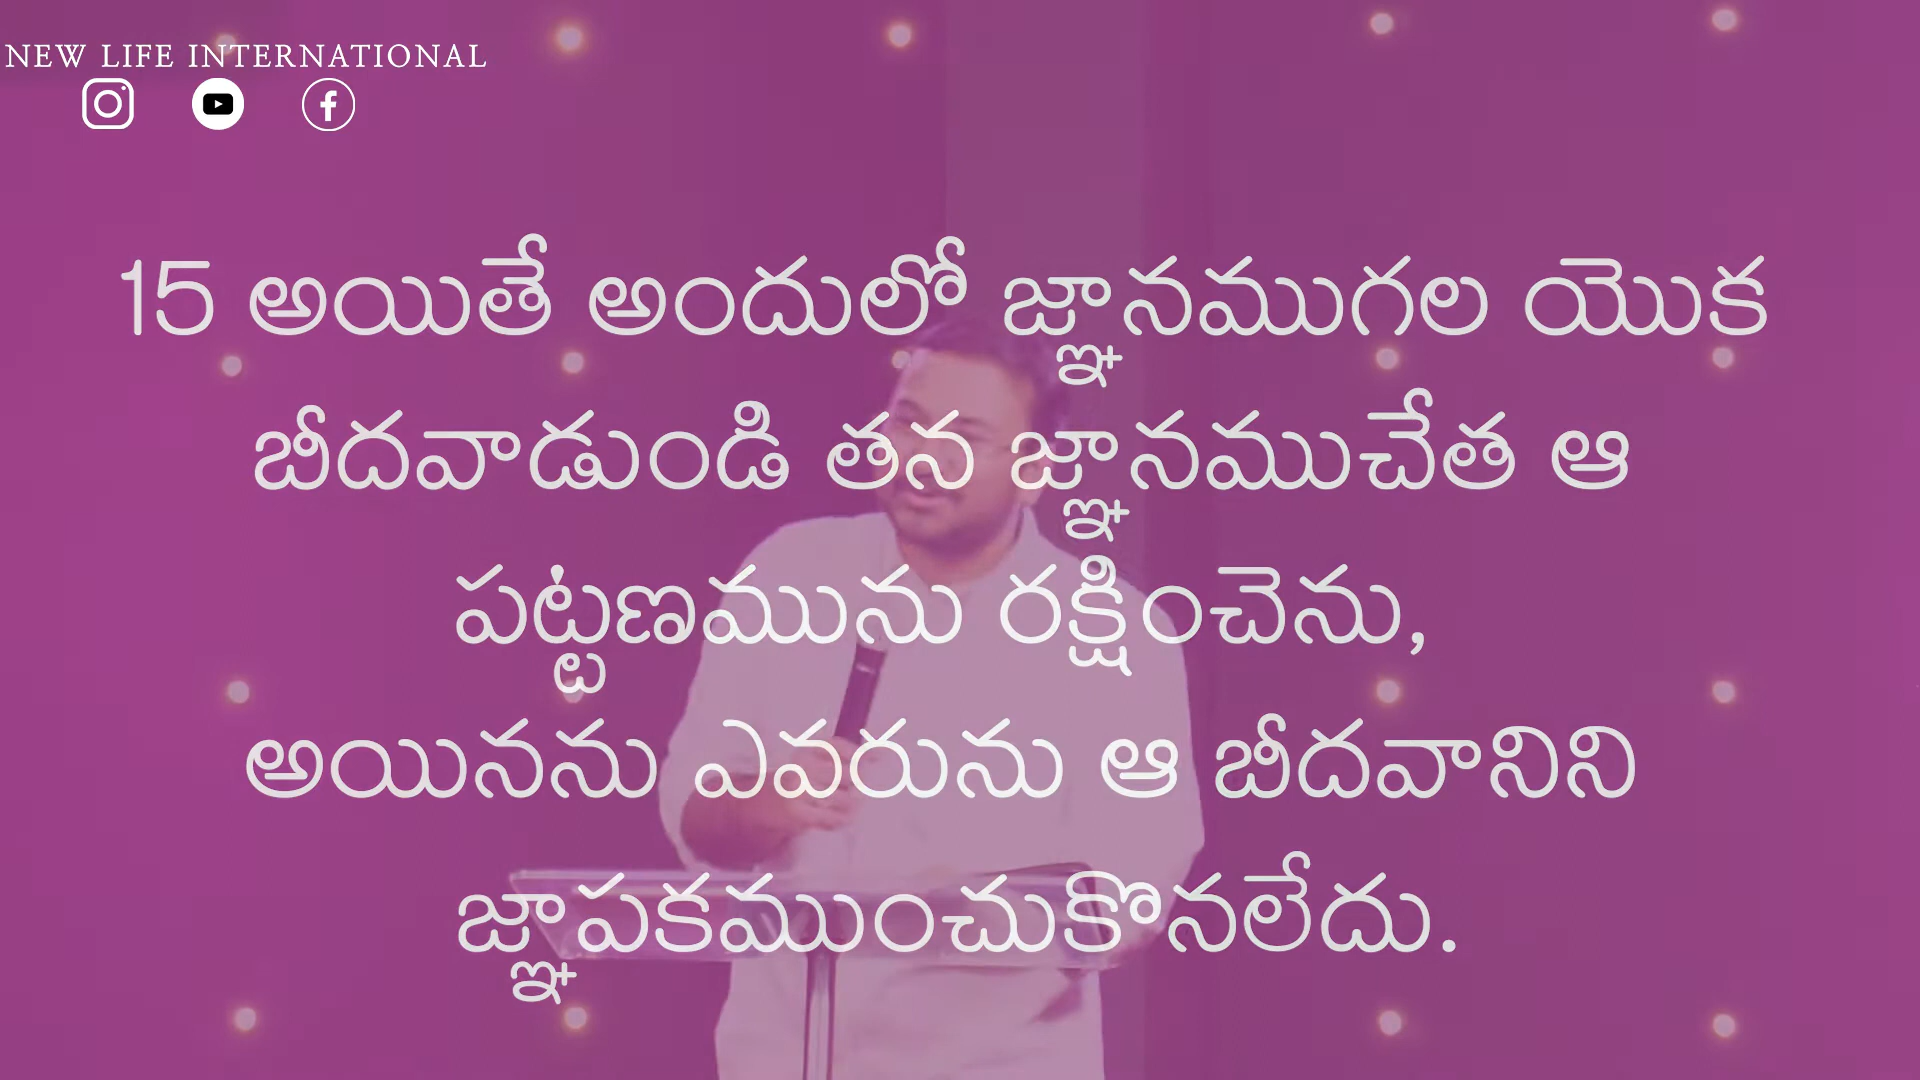 NEW LIFE INTERNATIONAL
15 అయితే అందులో జ్ఞానముగల యొక
బీదవాడుండి తన జ్ఞానముచేత ఆ
పట్టణమును రక్షించెను,
అయినను ఎవరును ఆ బీదవానిని
జ్ఞాపకముంచుకొనలేదు.